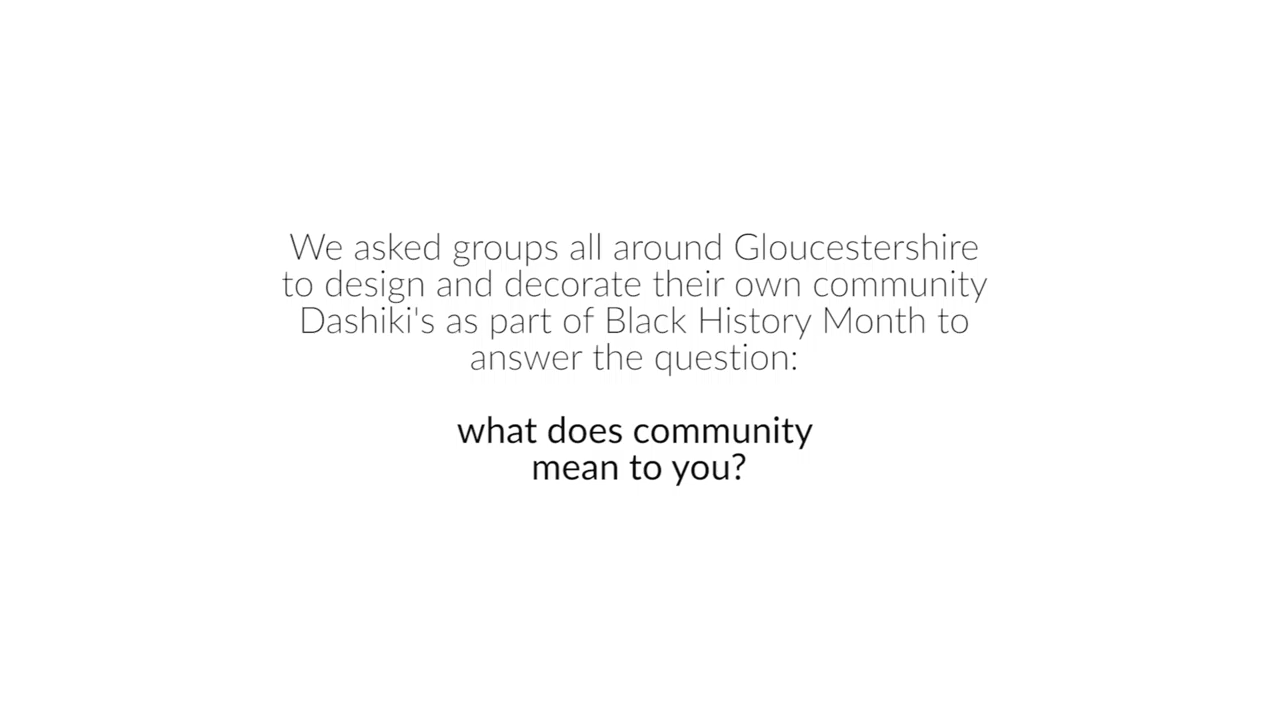 We asked groups all around Gloucestershire
to design and decorate their own community
Dashiki's as part of Black History Month to
answer the question:
what does community
mean to you?